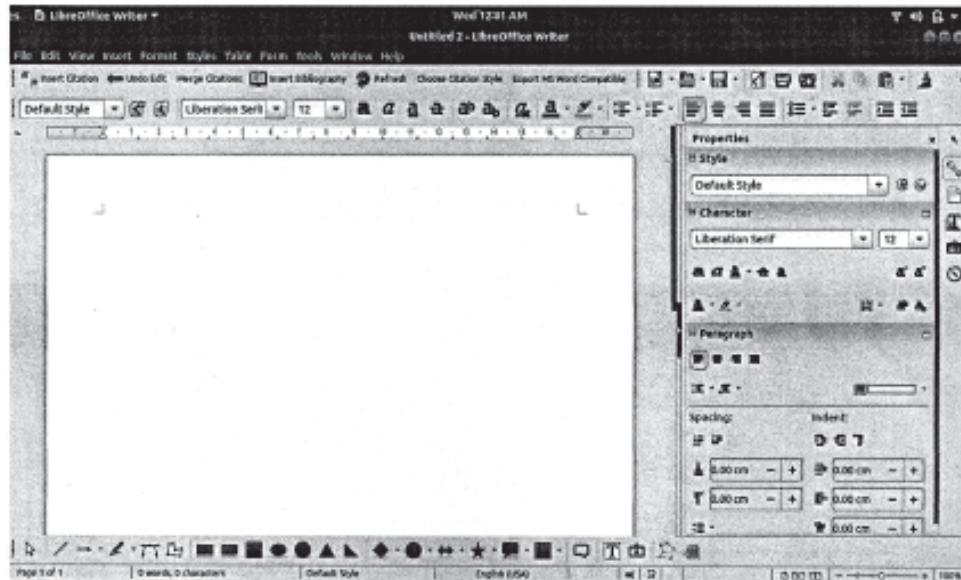 LibreOffice Writer
Wed 12:01 AM
Untitled 2 - LibreOffice Writer
File Edit View Insert Format Styles Table Form Tools Window Help
Insert Citation Undo Edit Merge Citations Insert Bibliography Refresh Choose Citation Style Export MS Word Compatible
Default Style Liberation Serif 12
Properties
Style
Default Style
Character
Liberation Serif 12
Paragraph
Spacing: Indent:
0.00 cm 0.00 cm
0.00 cm 0.00 cm
0.00 cm
Page 1 of 1 0 words, 0 characters Default Style English (USA)